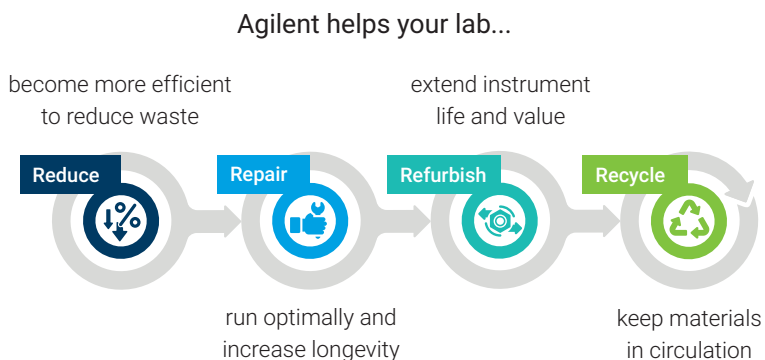 Agilent helps your lab...
become more efficient
to reduce waste
extend instrument
life and value
Reduce
Repair
Refurbish
Recycle
%
run optimally and
increase longevity
keep materials
in circulation